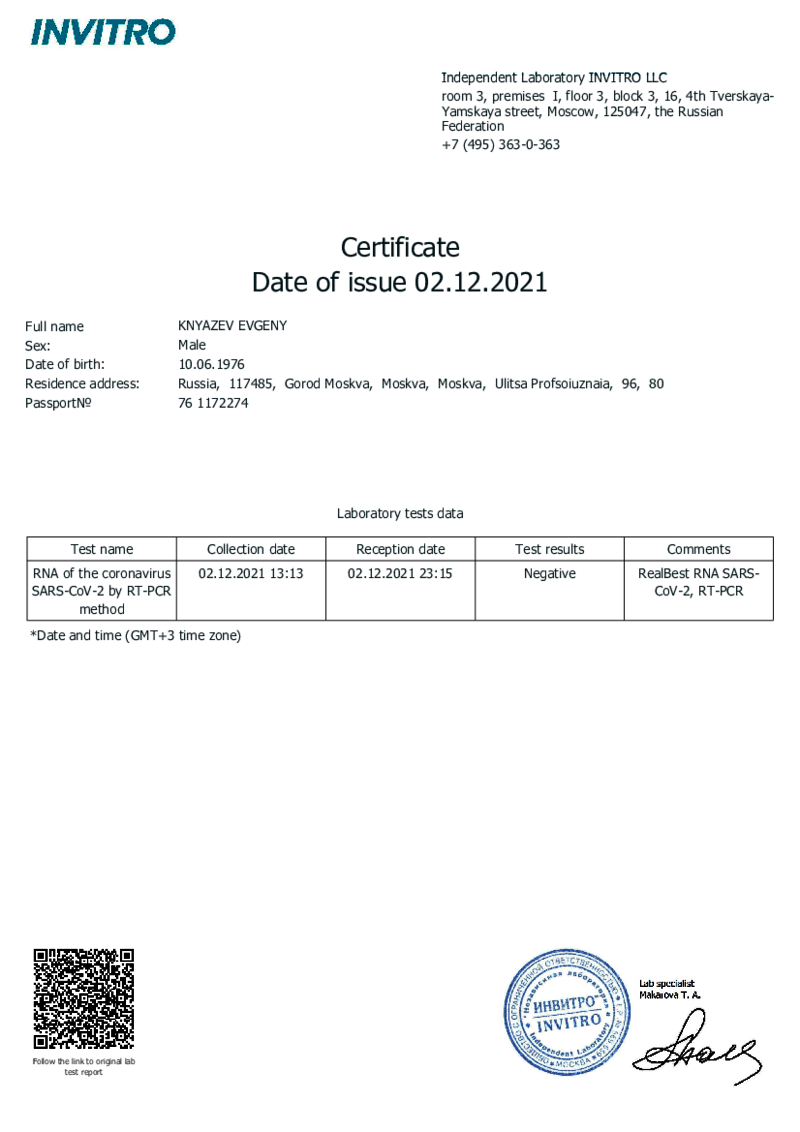 INVITRO
Independent Laboratory INVITRO LLC
room 3, premises I, floor 3, block 3, 16, 4th Tverskaya-
Yamskaya street, Moscow, 125047, the Russian
Federation
+7 (495) 363-0-363
Certificate
Date of issue 02.12.2021
Full name KNYAZEV EVGENY
Sex: Male
Date of birth: 10.06.1976
Residence address: Russia, 117485, Gorod Moskva, Moskva, Moskva, Ulitsa Profsoiuznaia, 96, 80
Passport№ 76 1172274
Laboratory tests data
Test name Collection date Reception date Test results Comments
RNA of the coronavirus 02.12.2021 13:13 02.12.2021 23:15 Negative RealBest RNA SARS-
SARS-CoV-2 by RT-PCR CoV-2, RT-PCR
method
*Date and time (GMT+3 time zone)
Follow the link to original lab
test report
ОБЩЕСТВО С ОГРАНИЧЕННОЙ ОТВЕТСТВЕННОСТЬЮ
МОСКВА
Независимая лаборатория
ИНВИТРО
INVITRO
Independent Laboratory
Lab specialist
Makarova T. A.